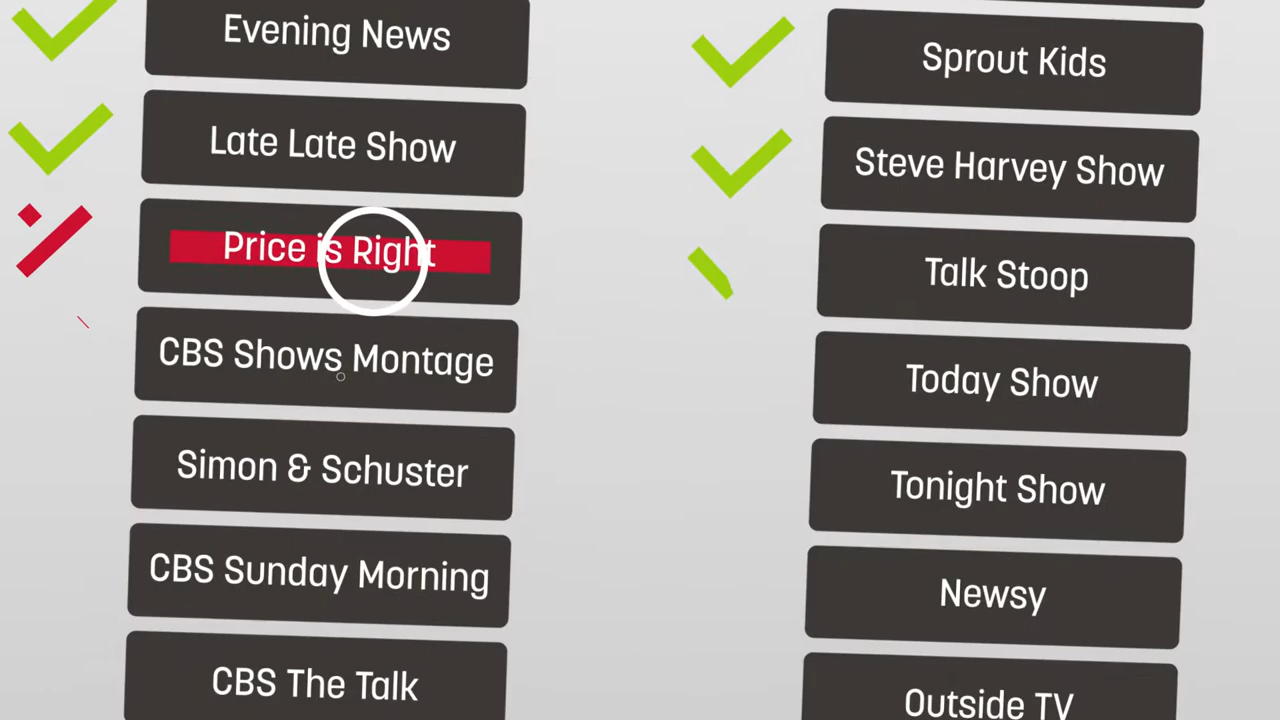 Evening News
Late Late Show
Price is Right
CBS Shows Montage
Simon & Schuster
CBS Sunday Morning
CBS The Talk
Sprout Kids
Steve Harvey Show
Talk Stoop
Today Show
Tonight Show
Newsy
Outside TV